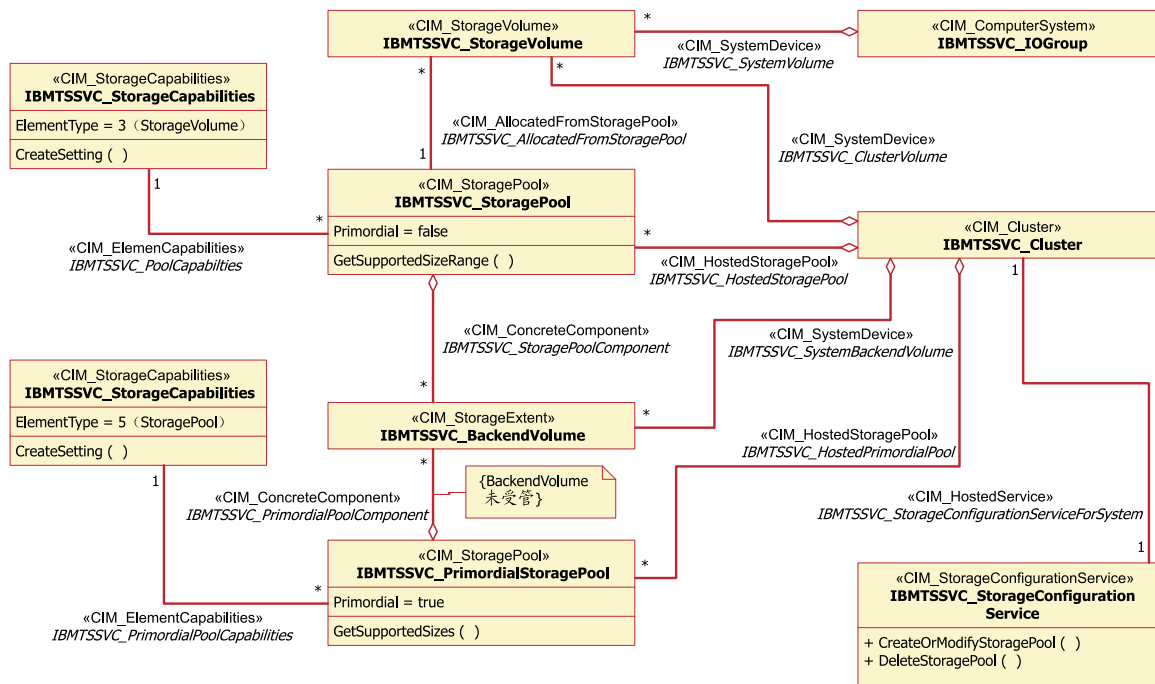 «CIM_StorageVolume»
IBMTSSVC_StorageVolume
*
«CIM_SystemDevice»
IBMTSSVC_SystemVolume
«CIM_ComputerSystem»
IBMTSSVC_IOGroup
*
*
«CIM_StorageCapabilities»
IBMTSSVC_StorageCapabilities
ElementType = 3（StorageVolume）
CreateSetting ( )
1
«CIM_AllocatedFromStoragePool»
IBMTSSVC_AllocatedFromStoragePool
1
«CIM_SystemDevice»
IBMTSSVC_ClusterVolume
*
«CIM_ElemenCapabilities»
IBMTSSVC_PoolCapabilties
«CIM_StoragePool»
IBMTSSVC_StoragePool
Primordial = false
GetSupportedSizeRange ( )
*
«CIM_HostedStoragePool»
IBMTSSVC_HostedStoragePool
«CIM_Cluster»
IBMTSSVC_Cluster
1
«CIM_ConcreteComponent»
IBMTSSVC_StoragePoolComponent
*
*
«CIM_SystemDevice»
IBMTSSVC_SystemBackendVolume
«CIM_StorageCapabilities»
IBMTSSVC_StorageCapabilities
ElementType = 5（StoragePool）
CreateSetting ( )
1
«CIM_StorageExtent»
IBMTSSVC_BackendVolume
*
*
«CIM_HostedStoragePool»
IBMTSSVC_HostedPrimordialPool
«CIM_ConcreteComponent»
IBMTSSVC_PrimordialPoolComponent
{BackendVolume
未受管}
«CIM_HostedService»
IBMTSSVC_StorageConfigurationServiceForSystem
1
*
«CIM_ElementCapabilities»
IBMTSSVC_PrimordialPoolCapabilities
«CIM_StoragePool»
IBMTSSVC_PrimordialStoragePool
Primordial = true
GetSupportedSizes ( )
*
«CIM_StorageConfigurationService»
IBMTSSVC_StorageConfiguration
Service
+ CreateOrModifyStoragePool ( )
+ DeleteStoragePool ( )